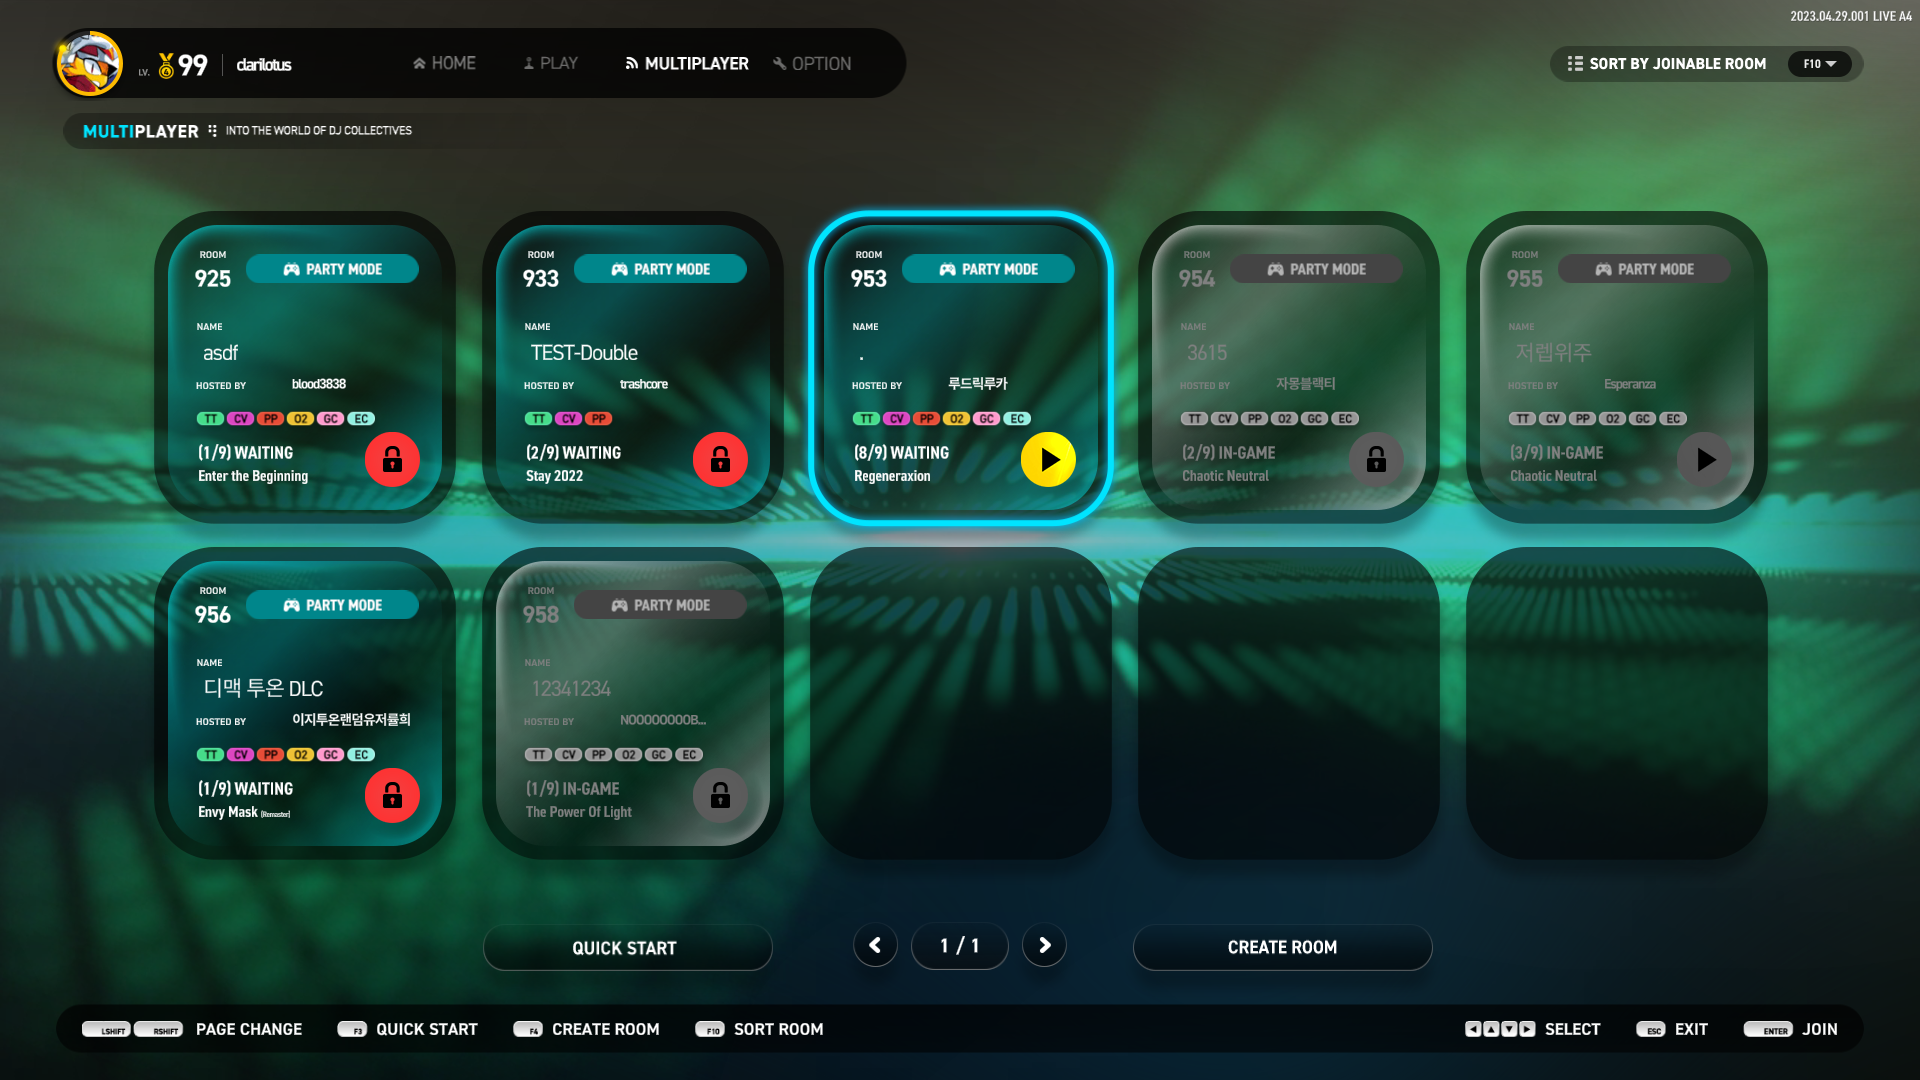 2023.04.29.001 LIVE A4
LV. 99 clarilotus
HOME PLAY MULTIPLAYER OPTION
SORT BY JOINABLE ROOM F10
MULTIPLAYER INTO THE WORLD OF DJ COLLECTIVES
ROOM
925
PARTY MODE
NAME
asdf
HOSTED BY blood3838
TT CV PP O2 GC EC
(1/9) WAITING
Enter the Beginning
ROOM
933
PARTY MODE
NAME
TEST-Double
HOSTED BY trashcore
TT CV PP
(2/9) WAITING
Stay 2022
ROOM
953
PARTY MODE
NAME
.
HOSTED BY 루드릭루카
TT CV PP O2 GC EC
(8/9) WAITING
Regeneraxion
ROOM
954
PARTY MODE
NAME
3615
HOSTED BY 자몽블랙티
TT CV PP O2 GC EC
(2/9) IN-GAME
Chaotic Neutral
ROOM
955
PARTY MODE
NAME
저렙위주
HOSTED BY Esperanza
TT CV PP O2 GC EC
(3/9) IN-GAME
Chaotic Neutral
ROOM
956
PARTY MODE
NAME
디맥 투온 DLC
HOSTED BY 이지투온랜덤유저률희
TT CV PP O2 GC EC
(1/9) WAITING
Envy Mask (Remaster)
ROOM
958
PARTY MODE
NAME
12341234
HOSTED BY NOOOOOOOOB...
TT CV PP O2 GC EC
(1/9) IN-GAME
The Power Of Light
QUICK START
1 / 1
CREATE ROOM
LSHIFT RSHIFT PAGE CHANGE F3 QUICK START F4 CREATE ROOM F10 SORT ROOM
SELECT ESC EXIT ENTER JOIN